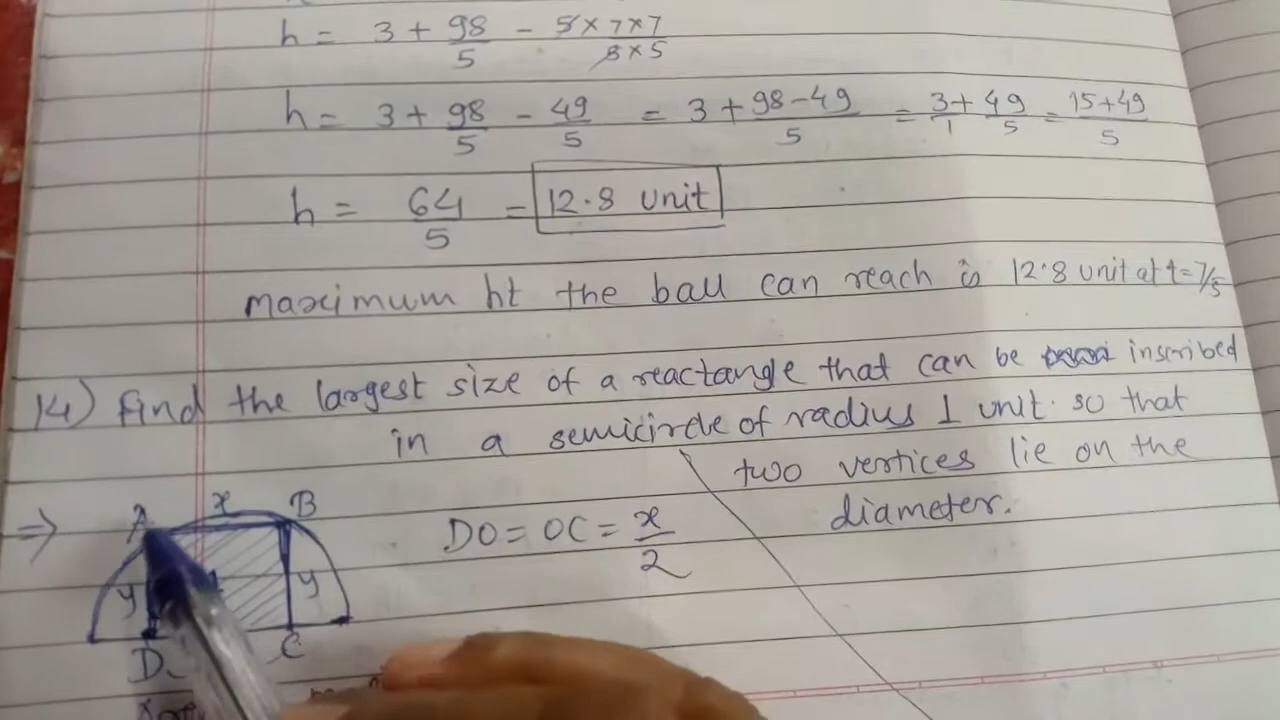 h = 3 + 98/5 - 5×7×7/5×5
h = 3 + 98/5 - 49/5 = 3 + 98-49/5 = 3/1 + 49/5 = 15+49/5
h = 64/5 = 12.8 unit
maximum ht the ball can reach is 12.8 unit at t=7/5
14) Find the largest size of a reactangle that can be inscribed
in a semicircle of radius 1 unit. so that
two vertices lie on the
diameter.
⇒ A x B
DO = OC = x/2
y y
D C